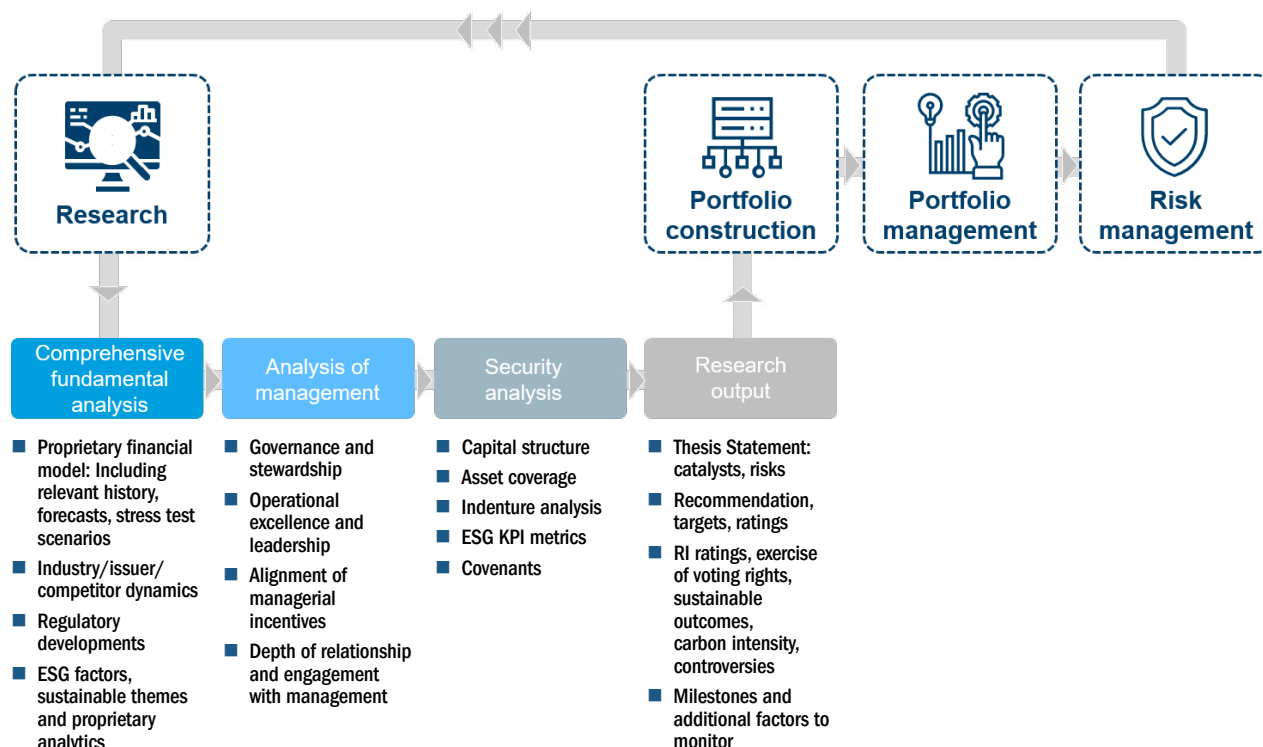 Research
Portfolio
construction
Portfolio
management
Risk
management
Comprehensive
fundamental
analysis
Analysis of
management
Security
analysis
Research
output
Proprietary financial
model: Including
relevant history,
forecasts, stress test
scenarios
Industry/issuer/
competitor dynamics
Regulatory
developments
ESG factors,
sustainable themes
and proprietary
analytics
Governance and
stewardship
Operational
excellence and
leadership
Alignment of
managerial
incentives
Depth of relationship
and engagement
with management
Capital structure
Asset coverage
Indenture analysis
ESG KPI metrics
Covenants
Thesis Statement:
catalysts, risks
Recommendation,
targets, ratings
RI ratings, exercise
of voting rights,
sustainable
outcomes,
carbon intensity,
controversies
Milestones and
additional factors to
monitor